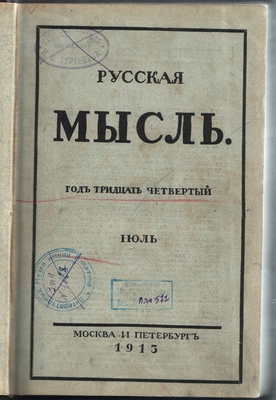 РУССКАЯ
МЫСЛЬ.
ГОДЪ ТРИДЦАТЬ ЧЕТВЕРТЫЙ
ІЮЛЬ
МОСКВА И ПЕТЕРБУРГЪ
1913